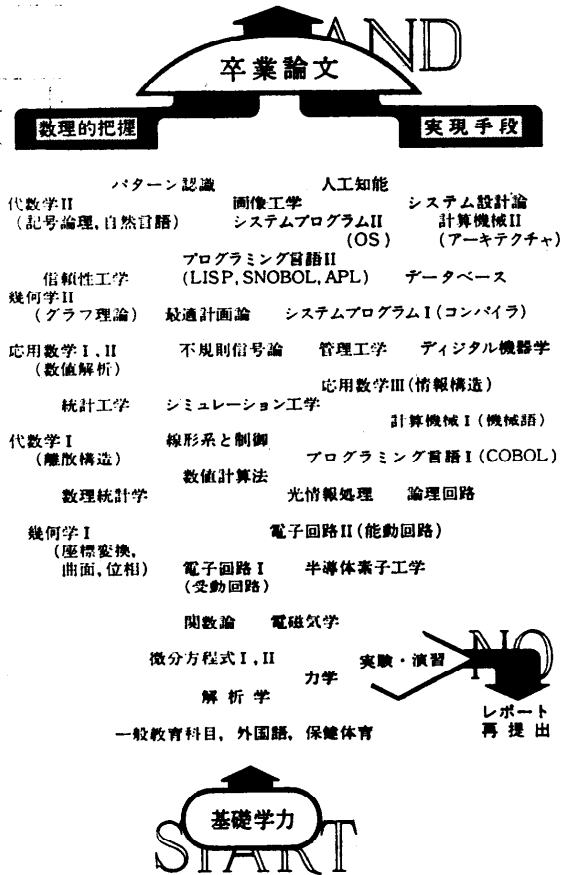 AND
卒業論文
数理的把握 実現手段
パターン認識 人工知能
代数学II 画像工学 システム設計論
(記号論理,自然言語) システムプログラムII 計算機械II
(OS) (アーキテクチャ)
プログラミング言語II
信頼性工学 (LISP,SNOBOL,APL) データベース
幾何学II
(グラフ理論) 最適計画論 システムプログラムI(コンパイラ)
応用数学I,II 不規則信号論 管理工学 ディジタル機器学
(数値解析)
応用数学III(情報構造)
統計工学 シミュレーション工学
計算機械I(機械語)
代数学I 線形系と制御
(離散構造) プログラミング言語I(COBOL)
数値計算法
数理統計学 光情報処理 論理回路
幾何学I 電子回路II(能動回路)
(座標変換,
曲面,位相) 電子回路I 半導体素子工学
(受動回路)
関数論 電磁気学
NO
微分方程式I,II 実験・演習
力学
解析学
レポート
再提出
一般教育科目,外国語,保健体育
基礎学力
START